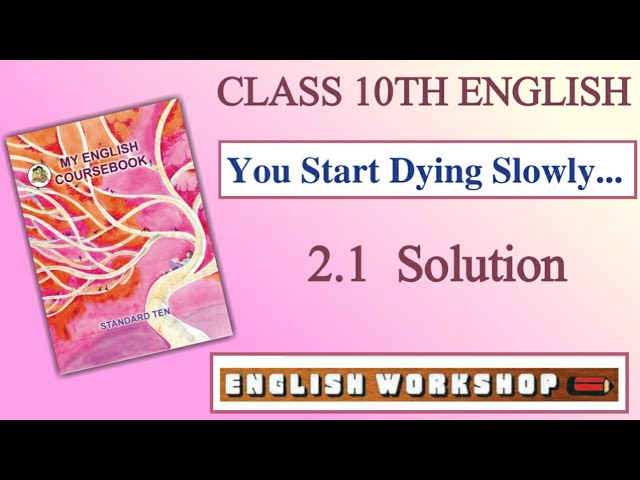 CLASS 10TH ENGLISH
MY ENGLISH
COURSEBOOK
You Start Dying Slowly...
2.1 Solution
STANDARD TEN
ENGLISH WORKSHOP